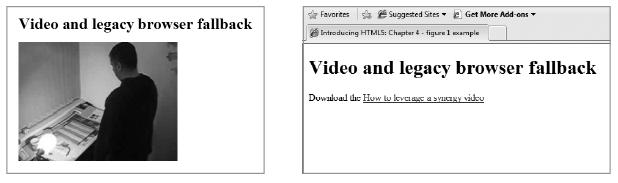 Video and legacy browser fallback
Favorites Suggested Sites ▾ Get More Add-ons ▾
Introducing HTML5: Chapter 4 - figure 1 example
Video and legacy browser fallback
Download the How to leverage a synergy video